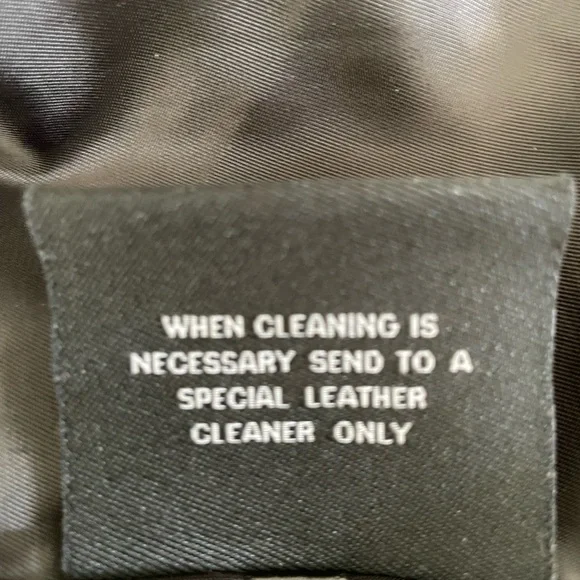 WHEN CLEANING IS
NECESSARY SEND TO A
SPECIAL LEATHER
CLEANER ONLY